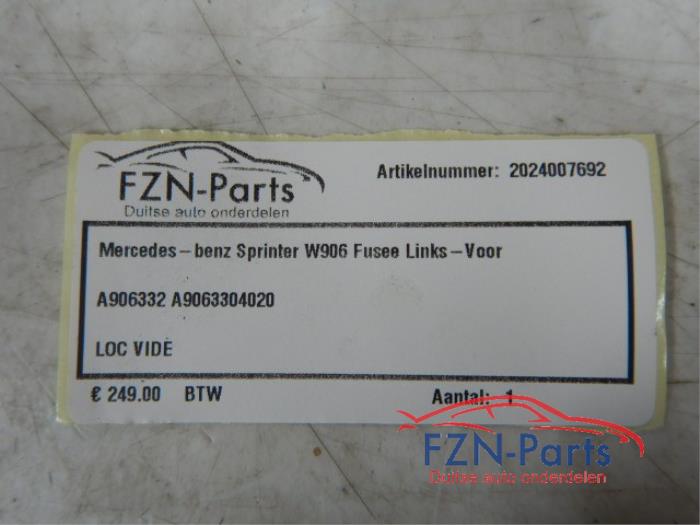 FZN-Parts
Duitse auto onderdelen
Artikelnummer: 2024007692
Mercedes-benz Sprinter W906 Fusee Links-Voor
A906332 A9063304020
LOC VIDE
€ 249.00 BTW
Aantal: 1
FZN-Parts
Duitse auto onderdelen